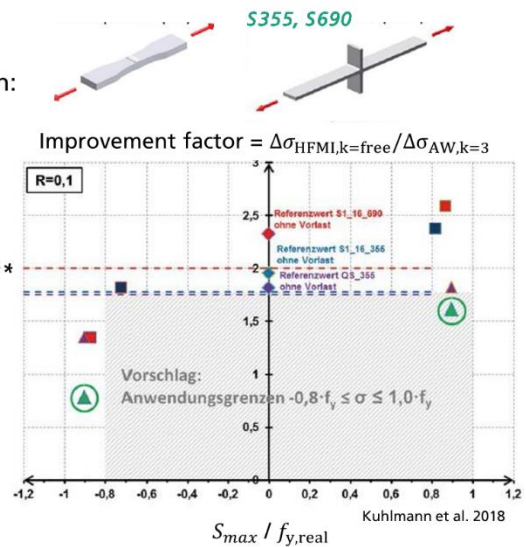 S355, S690
n:
Improvement factor = Δσ_HFMI,k=free/Δσ_AW,k=3
3
R=0,1
2,5
Referenzwert S1_16_690
ohne Vorlast
Referenzwert S1_16_355
ohne Vorlast
*
2
Referenzwert QS_355
ohne Vorlast
1,5
Vorschlag:
1
Anwendungsgrenzen -0,8·f_y ≤ σ ≤ 1,0·f_y
0,5
0
-1,2 -1 -0,8 -0,6 -0,4 -0,2 0 0,2 0,4 0,6 0,8 1 1,2
Kuhlmann et al. 2018
S_max / f_y,real